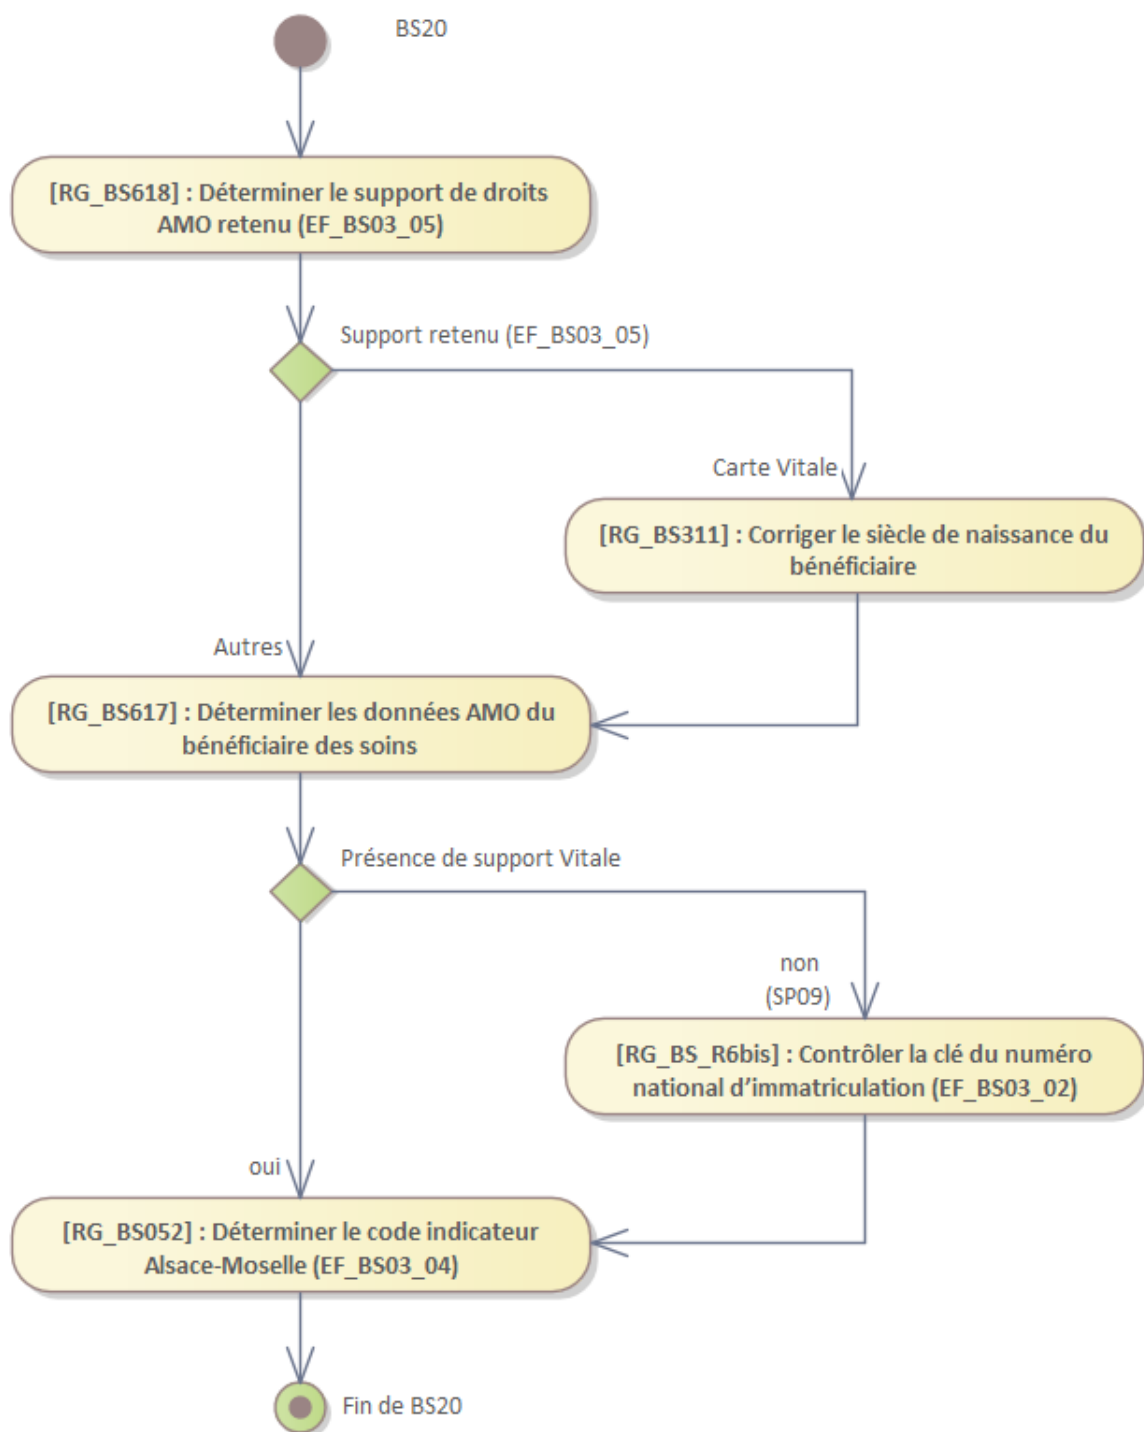 BS20
[RG_BS618] : Déterminer le support de droits
AMO retenu (EF_BS03_05)
Support retenu (EF_BS03_05)
Carte Vitale
[RG_BS311] : Corriger le siècle de naissance du
bénéficiaire
Autres
[RG_BS617] : Déterminer les données AMO du
bénéficiaire des soins
Présence de support Vitale
non
(SP09)
[RG_BS_R6bis] : Contrôler la clé du numéro
national d’immatriculation (EF_BS03_02)
oui
[RG_BS052] : Déterminer le code indicateur
Alsace-Moselle (EF_BS03_04)
Fin de BS20